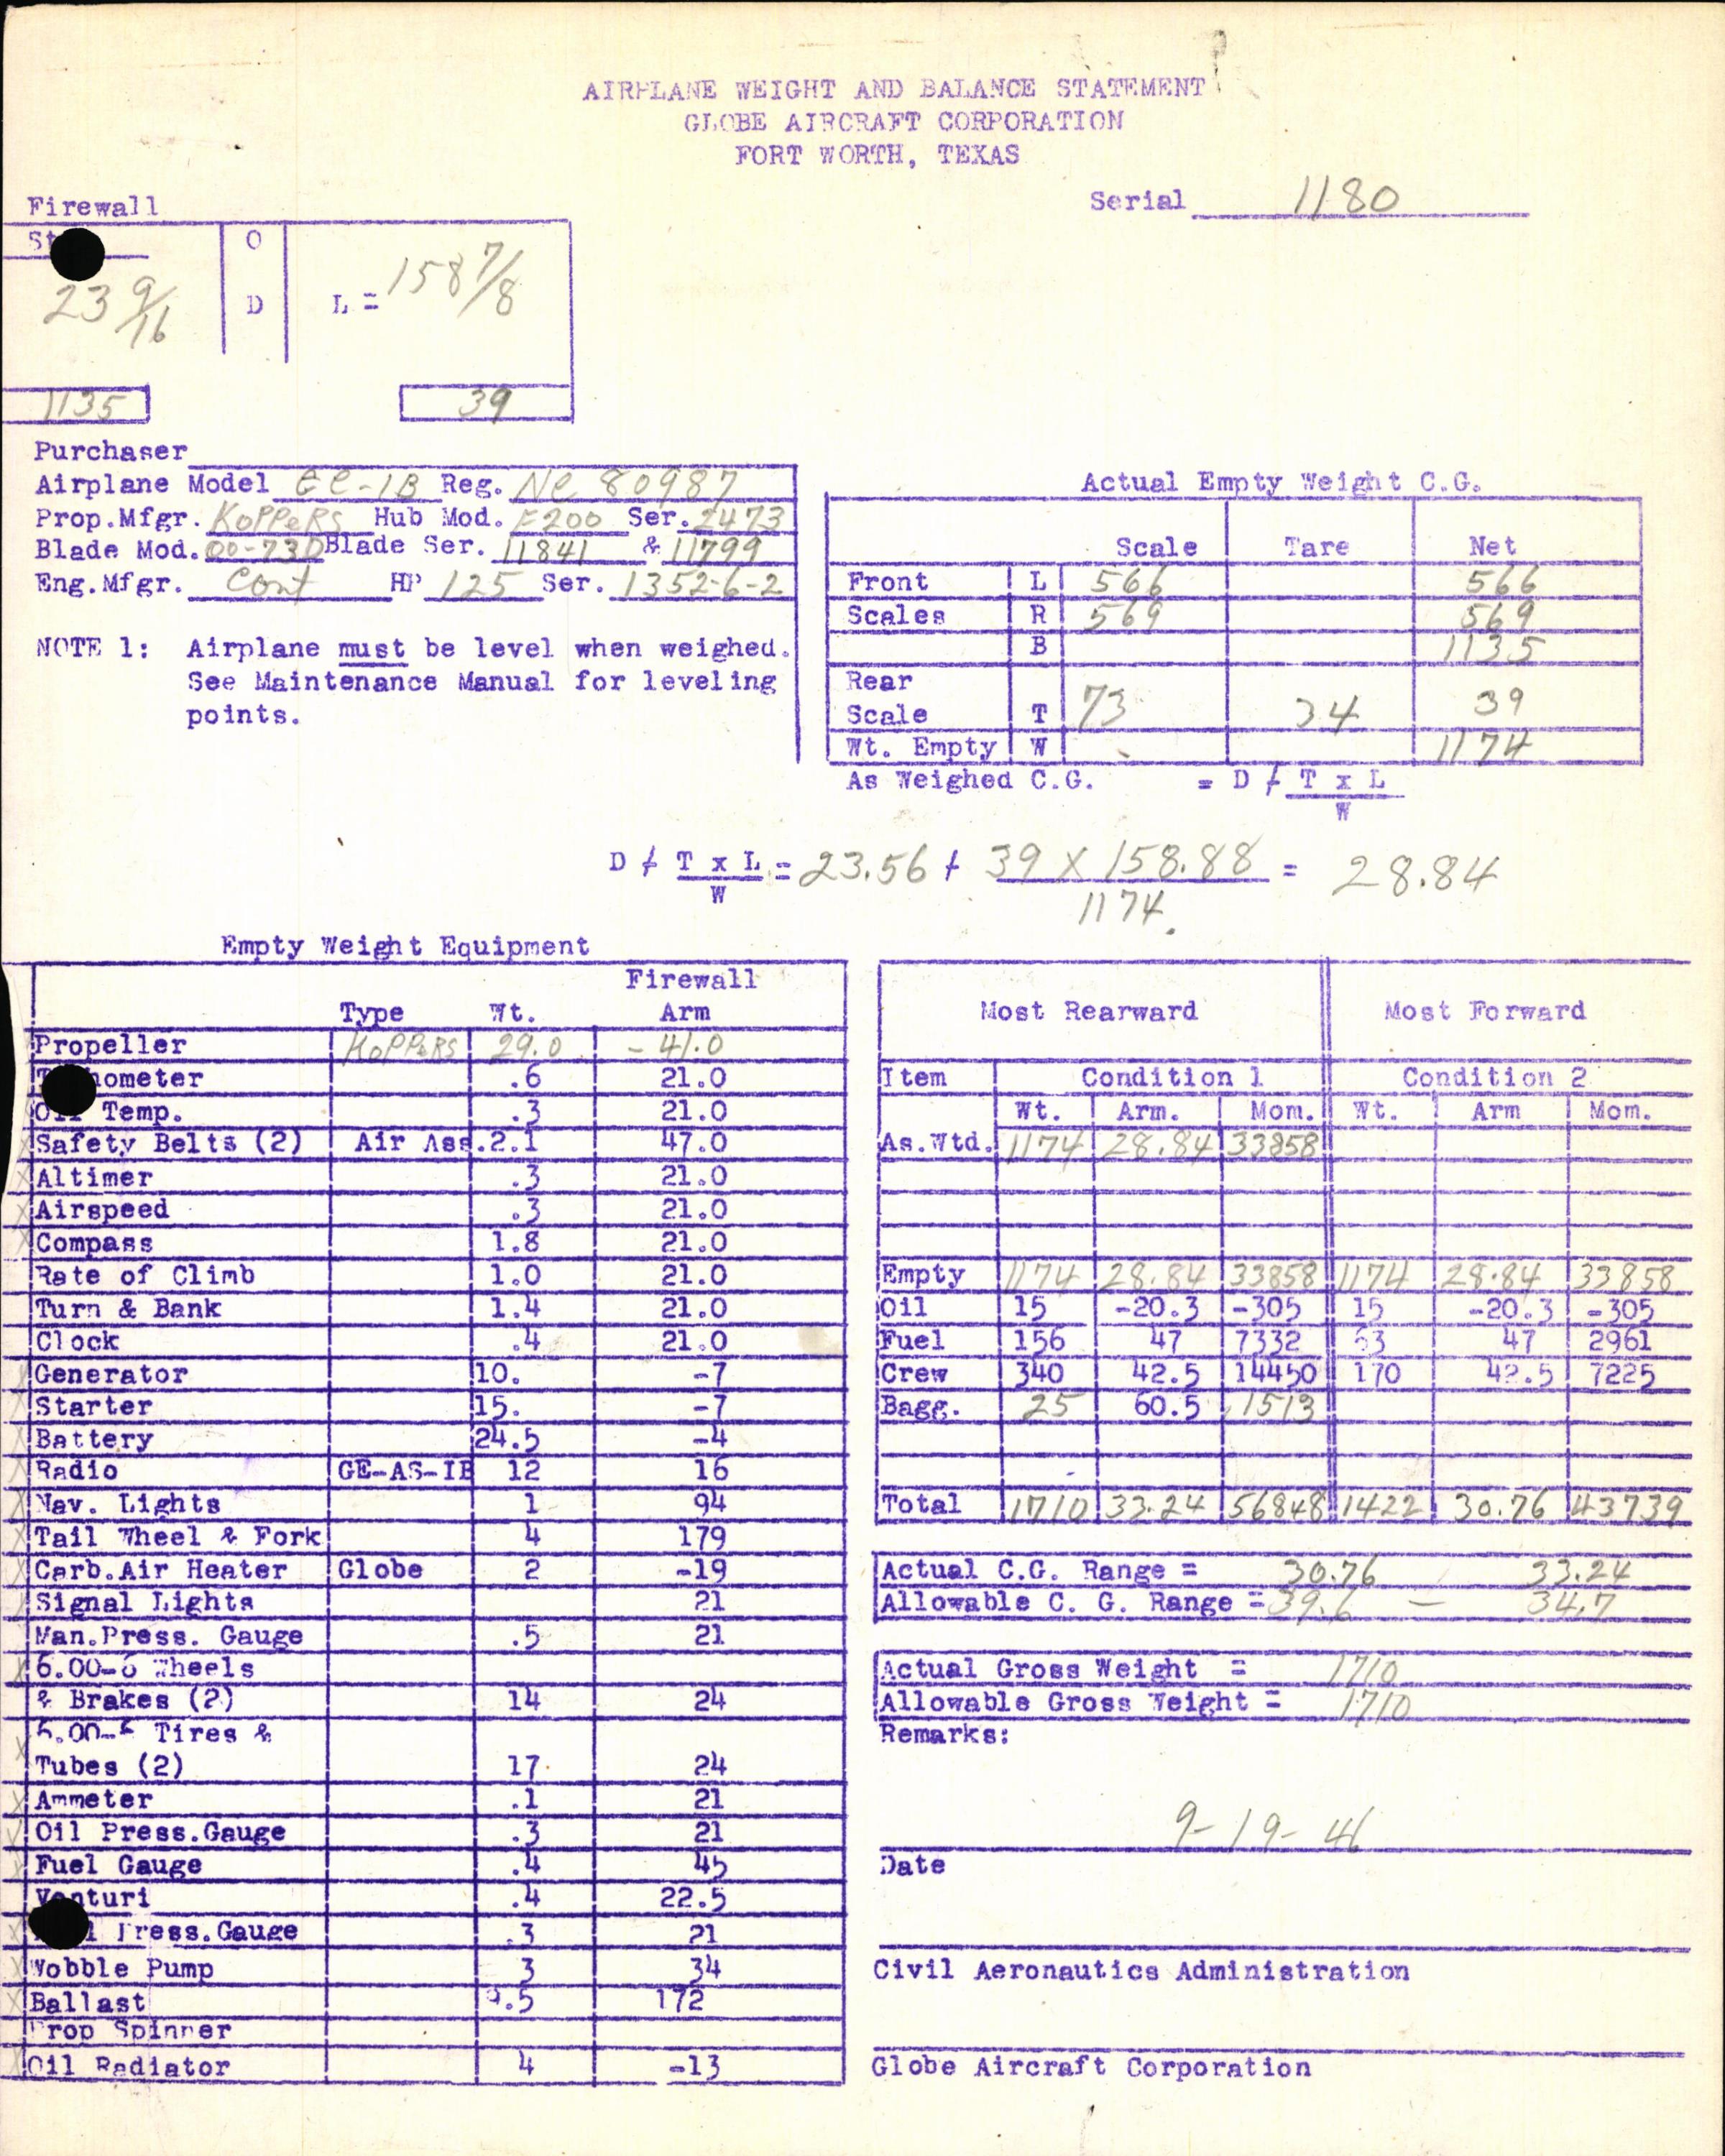 AIRPLANE WEIGHT AND BALANCE STATEMENT
GLOBE AIRCRAFT CORPORATION
FORT WORTH, TEXAS
Serial 1180
Firewall
O
23 9/16 D L = 158 7/8
1135 39
Purchaser
Airplane Model GC-1B Reg. NC 80987
Prop.Mfgr. KOPPERS Hub Mod. F200 Ser. 2473
Blade Mod. 00-73D Blade Ser. 11841 & 11799
Eng.Mfgr. Cont HP 125 Ser. 1352-6-2
NOTE 1: Airplane must be level when weighed.
See Maintenance Manual for leveling
points.
Actual Empty Weight C.G.
Scale Tare Net
Front L 566 566
Scales R 569 569
B 1135
Rear
Scale T 73 34 39
Wt. Empty W 1174
As Weighed C.G. = D + T x L
W
D + T x L = 23.56 + 39 X 158.88 = 28.84
W 1174.
Empty Weight Equipment
Firewall
Type Wt. Arm
Propeller KOPPERS 29.0 -41.0
.6 21.0
Temp. .3 21.0
Safety Belts (2) Air Ass. 2.1 47.0
Altimer .3 21.0
Airspeed .3 21.0
Compass 1.8 21.0
Rate of Climb 1.0 21.0
Turn & Bank 1.4 21.0
Clock .4 21.0
Generator 10. -7
Starter 15. -7
Battery 24.5 -4
Radio GE-AS-IB 12 16
Nav. Lights 1 94
Tail Wheel & Fork 4 179
Carb.Air Heater Globe 2 -19
Signal Lights 21
Man.Press. Gauge .5 21
6.00-6 Wheels
& Brakes (2) 14 24
Tires &
Tubes (2) 17 24
Ammeter .1 21
Oil Press.Gauge .3 21
Fuel Gauge .4 45
Venturi .4 22.5
Press.Gauge .3 21
Wobble Pump 3 34
Ballast 172
Prop Spinner
Oil Radiator 4 -13
Most Rearward Most Forward
Item Condition 1 Condition 2
Wt. Arm. Mom. Wt. Arm Mom.
As.Wtd. 1174 28.84 33858
Empty 1174 28.84 33858 1174 28.84 33858
Oil 15 -20.3 -305 15 -20.3 -305
Fuel 156 47 7332 63 47 2961
Crew 340 42.5 14450 170 42.5 7225
Bagg. 25 60.5 1513
Total 1710 33.24 56848 1422 30.76 43739
Actual C.G. Range = 30.76 33.24
Allowable C. G. Range = 39.6 — 34.7
Actual Gross Weight = 1710
Allowable Gross Weight = 1710
Remarks:
9-19-46
Date
Civil Aeronautics Administration
Globe Aircraft Corporation